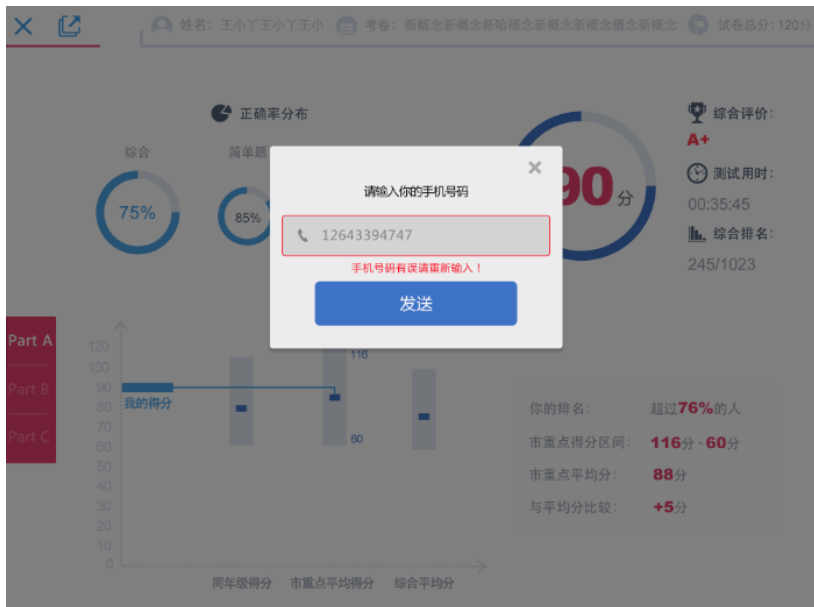 姓名：王小丫王小丫王小
考卷：新概念新概念新哈概念新概念新概念概念新概念
试卷总分：120分
正确率分布
综合
75%
简单题
85%
90分
综合评价：
A+
测试用时：
00:35:45
综合排名：
245/1023
请输入你的手机号码
12643394747
手机号码有误请重新输入！
发送
Part A
Part B
Part C
120
100
90
80
70
60
50
40
30
20
10
0
我的得分
116
60
同年级得分
市重点平均得分
综合平均分
你的排名： 超过76%的人
市重点得分区间： 116分 - 60分
市重点平均分： 88分
与平均分比较： +5分